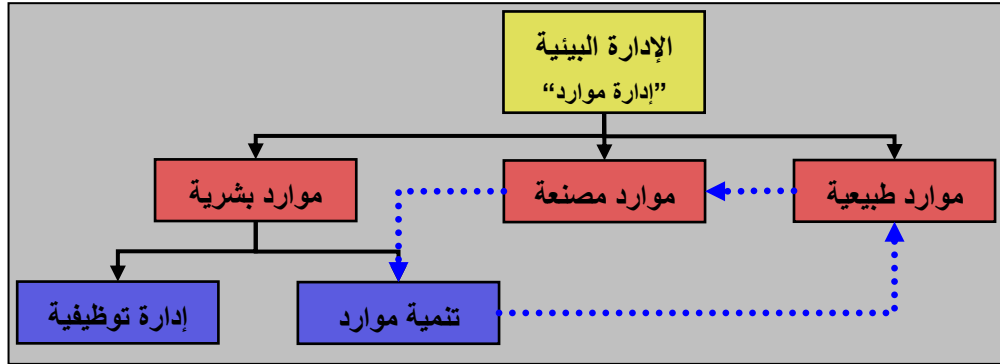 الإدارة البيئية
”إدارة موارد“
موارد طبيعية
موارد مصنعة
موارد بشرية
تنمية موارد
إدارة توظيفية